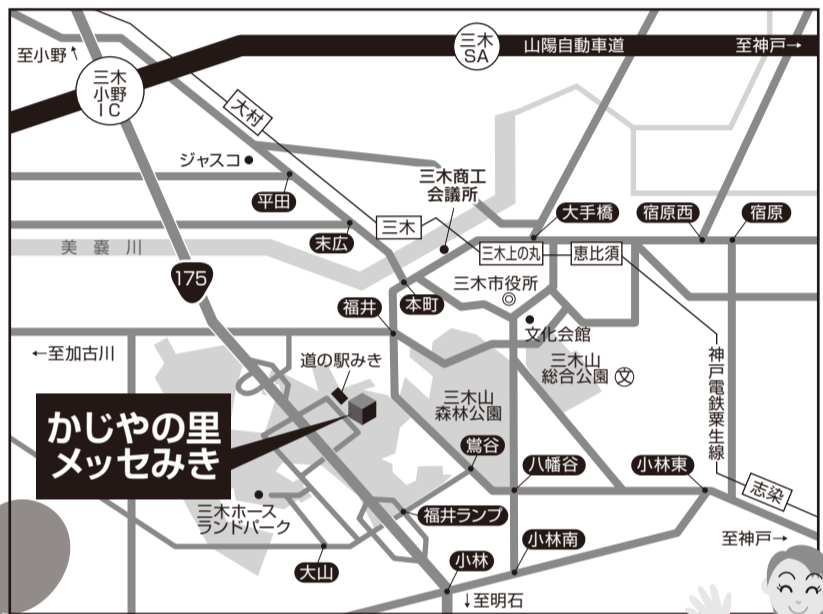 至小野↑
三木
小野
IC
三木
SA
山陽自動車道
至神戸→
大村
ジャスコ
平田
三木商工
会議所
三木
大手橋
宿原西
宿原
末広
美嚢川
三木上の丸
恵比須
175
三木市役所
本町
福井
文化会館
←至加古川
道の駅みき
三木山
総合公園
文
神戸電鉄粟生線
三木山
森林公園
かじやの里
メッセみき
鶯谷
八幡谷
小林東
志染
三木ホース
ランドパーク
福井ランプ
至神戸→
大山
小林
小林南
↓至明石